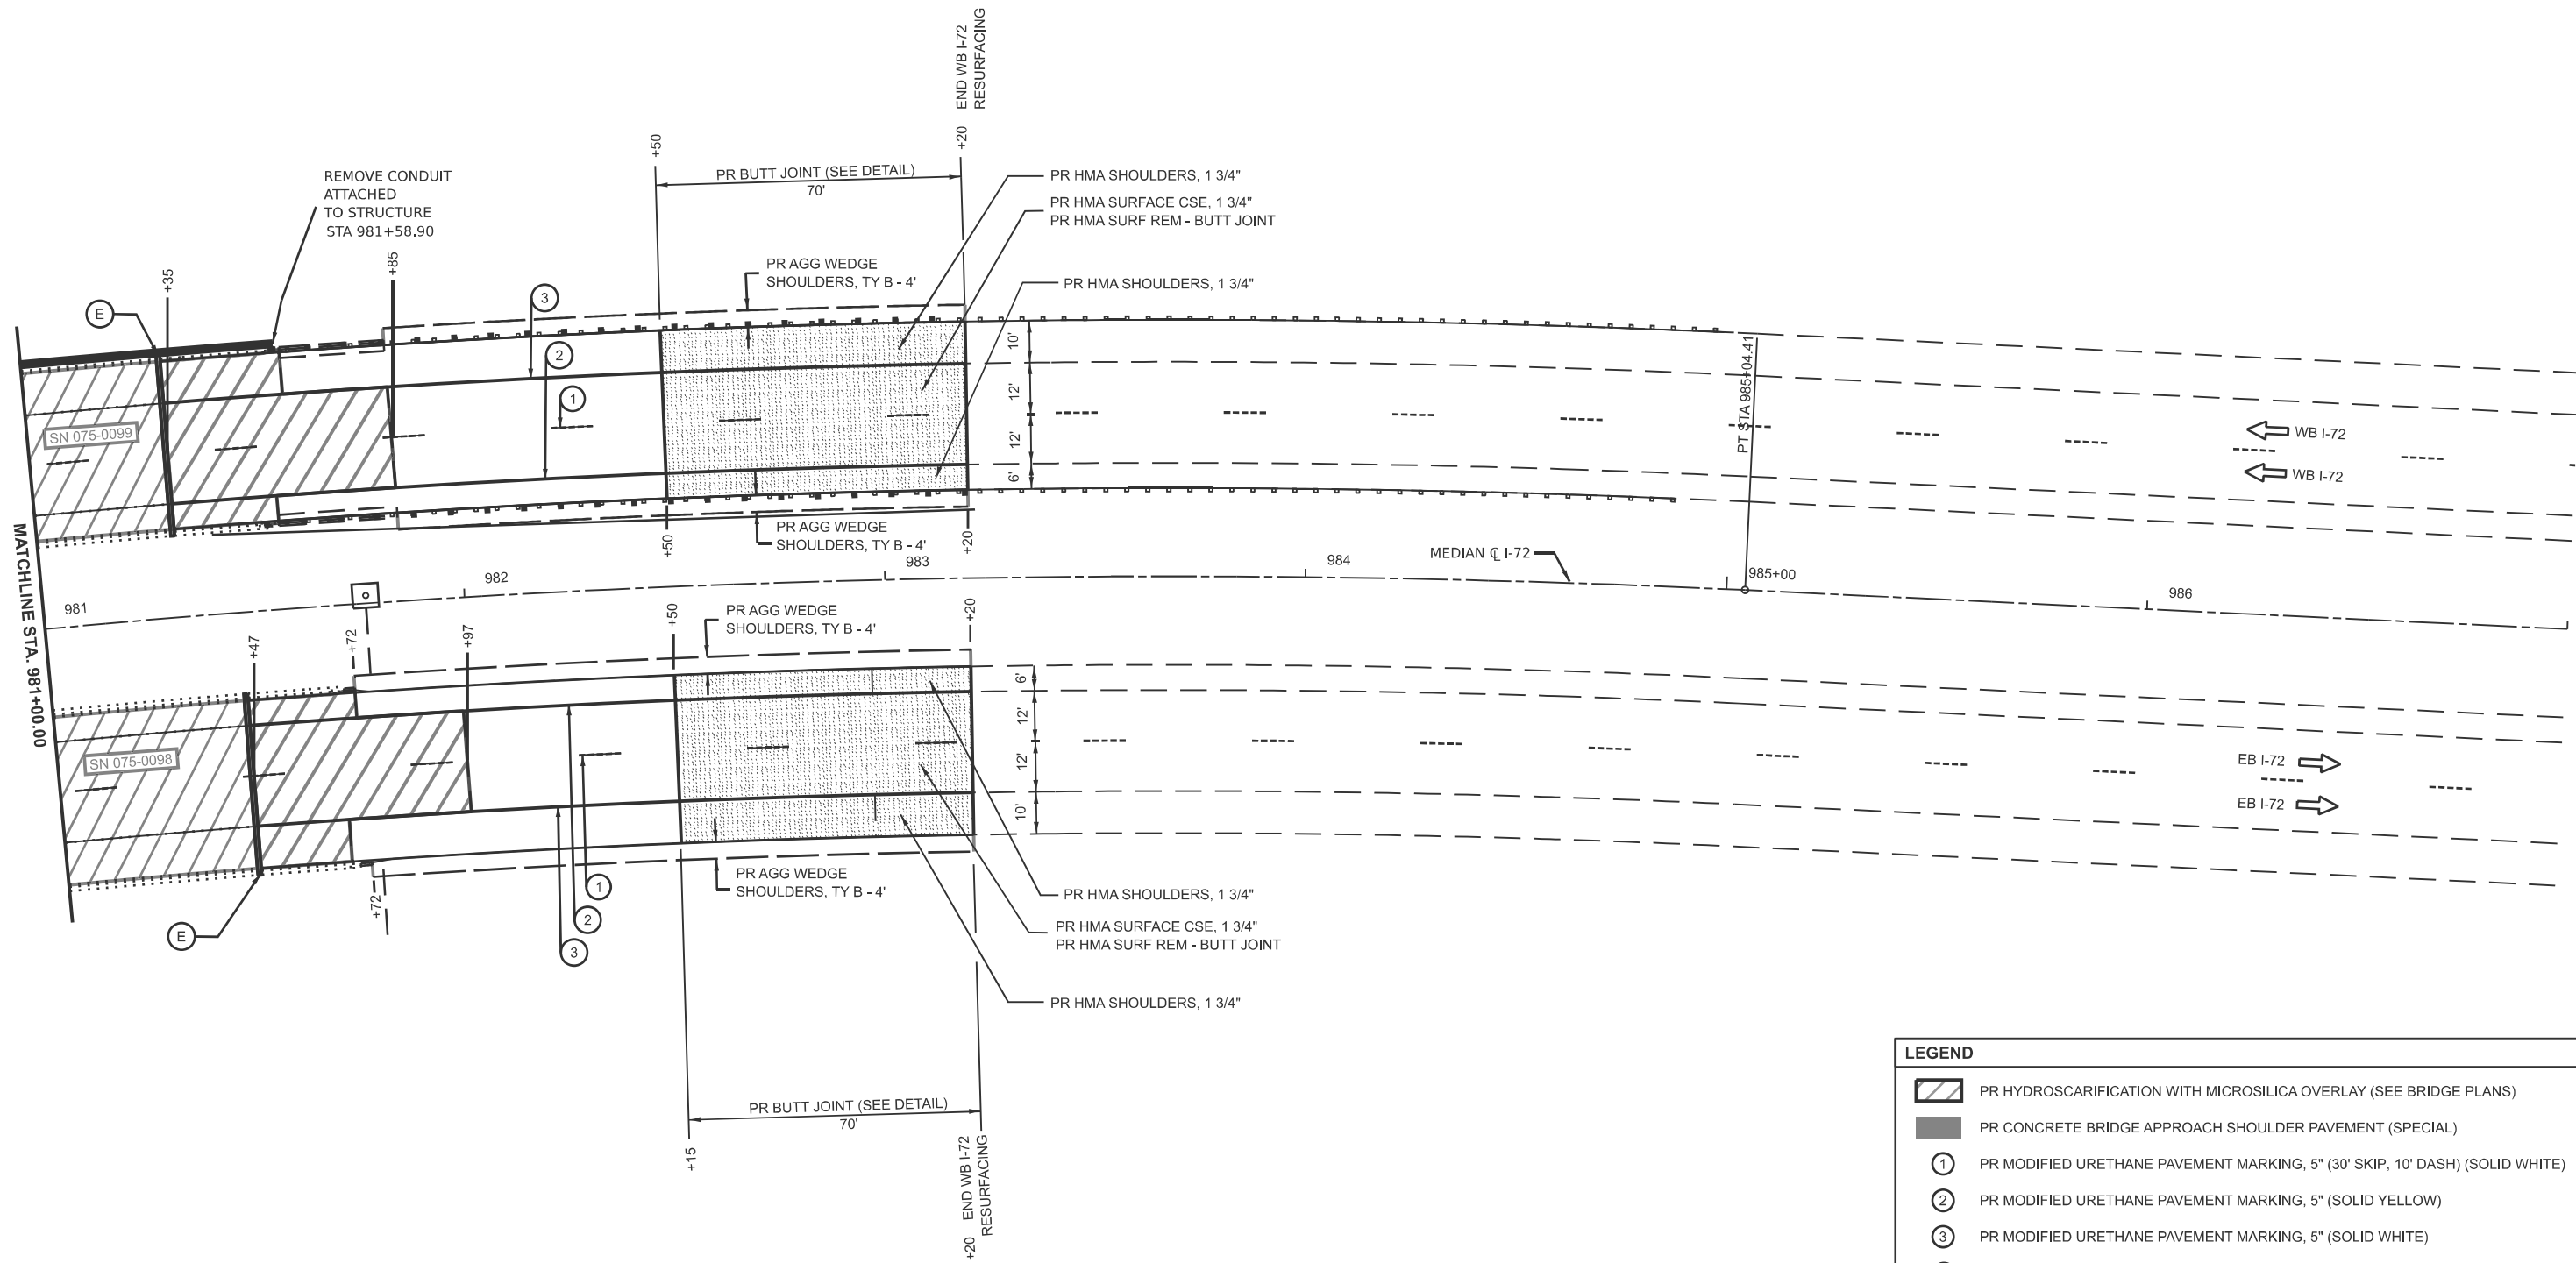 END WB I-72
RESURFACING
+20
+50
PR BUTT JOINT (SEE DETAIL)
70'
REMOVE CONDUIT
ATTACHED
TO STRUCTURE
STA 981+58.90
+35
+85
E
3
2
1
PR AGG WEDGE
SHOULDERS, TY B - 4'
PR HMA SHOULDERS, 1 3/4"
PR HMA SURFACE CSE, 1 3/4"
PR HMA SURF REM - BUTT JOINT
PR HMA SHOULDERS, 1 3/4"
10'
12'
12'
6'
PT STA 985+04.41
WB I-72
WB I-72
SN 075-0099
+50
PR AGG WEDGE
SHOULDERS, TY B - 4'
+20
MATCHLINE STA. 981+00.00
981
982
983
984
MEDIAN ℄ I-72
985+00
986
+47
+72
+97
+50
PR AGG WEDGE
SHOULDERS, TY B - 4'
+20
6'
12'
12'
10'
SN 075-0098
EB I-72
EB I-72
+72
PR AGG WEDGE
SHOULDERS, TY B - 4'
E
1
2
3
PR HMA SHOULDERS, 1 3/4"
PR HMA SURFACE CSE, 1 3/4"
PR HMA SURF REM - BUTT JOINT
PR HMA SHOULDERS, 1 3/4"
PR BUTT JOINT (SEE DETAIL)
70'
+15
+20
END WB I-72
RESURFACING
LEGEND
PR HYDROSCARIFICATION WITH MICROSILICA OVERLAY (SEE BRIDGE PLANS)
PR CONCRETE BRIDGE APPROACH SHOULDER PAVEMENT (SPECIAL)
1 PR MODIFIED URETHANE PAVEMENT MARKING, 5" (30' SKIP, 10' DASH) (SOLID WHITE)
2 PR MODIFIED URETHANE PAVEMENT MARKING, 5" (SOLID YELLOW)
3 PR MODIFIED URETHANE PAVEMENT MARKING, 5" (SOLID WHITE)